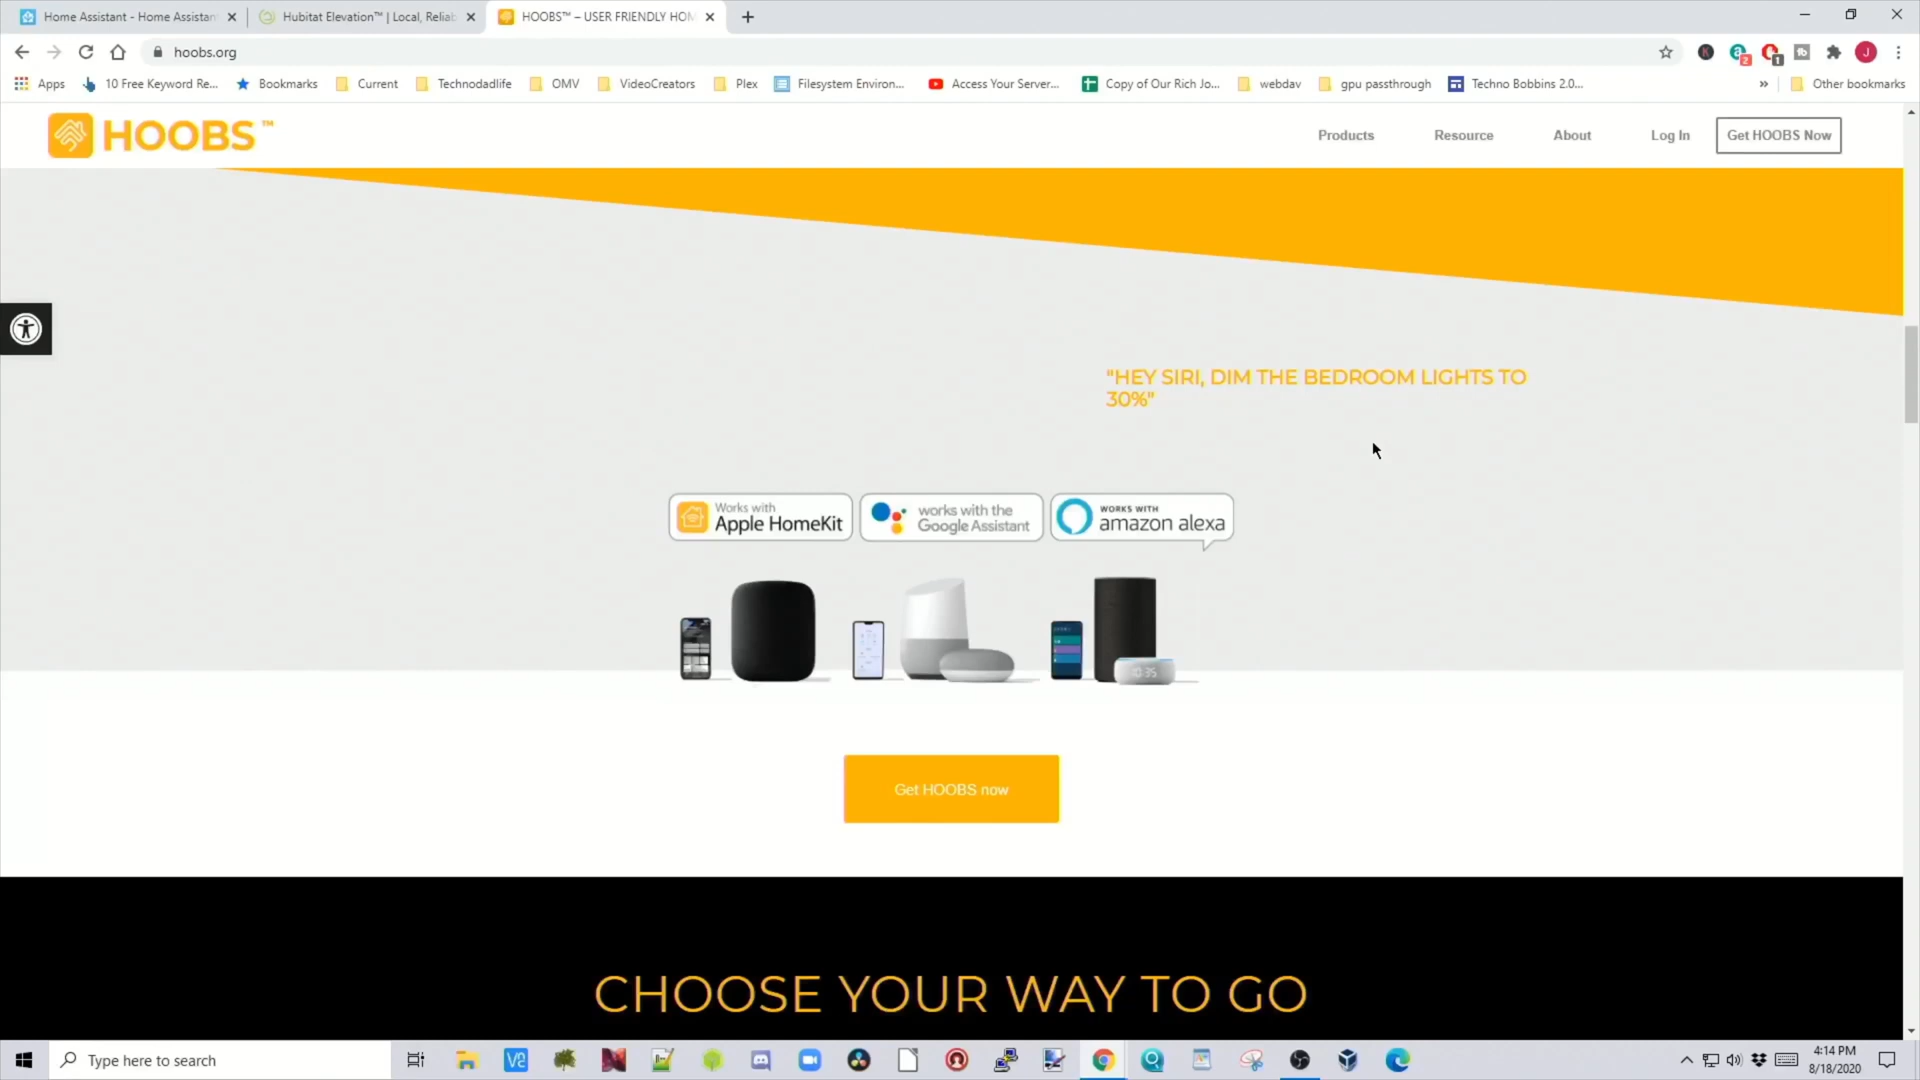 Home Assistant - Home Assistan
Hubitat Elevation™ | Local, Reliab
HOOBS™ – USER FRIENDLY HOM
hoobs.org
2
1
J
Apps
10 Free Keyword Re...
Bookmarks
Current
Technodadlife
OMV
VideoCreators
Plex
Filesystem Environ...
Access Your Server...
Copy of Our Rich Jo...
webdav
gpu passthrough
Techno Bobbins 2.0...
»
Other bookmarks
HOOBS™
Products
Resource
About
Log In
Get HOOBS Now
"HEY SIRI, DIM THE BEDROOM LIGHTS TO
30%"
Works with
Apple HomeKit
works with the
Google Assistant
WORKS WITH
amazon alexa
10:35
Get HOOBS now
CHOOSE YOUR WAY TO GO
Type here to search
4:14 PM
8/18/2020